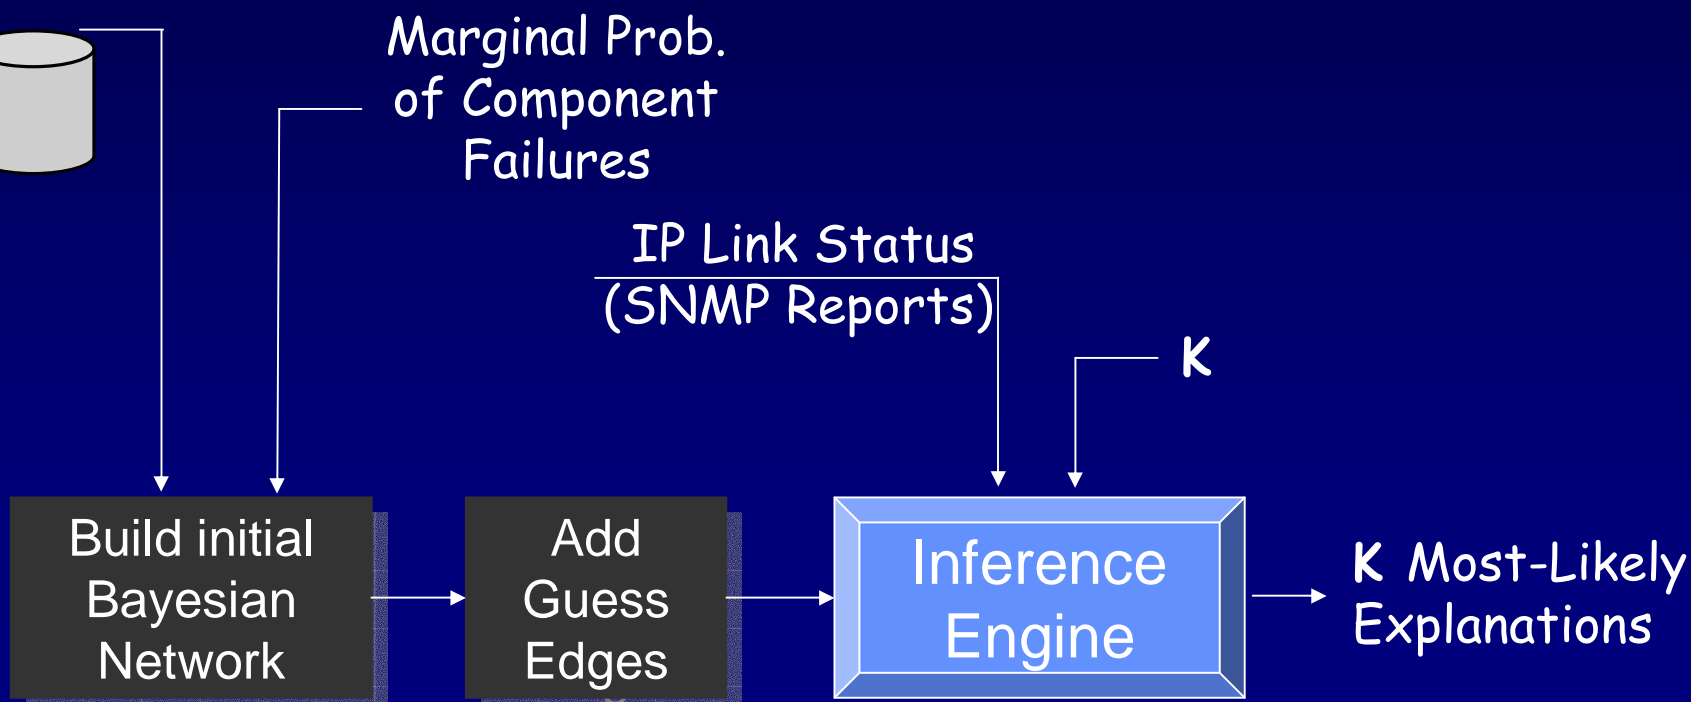 Marginal Prob.
of Component
Failures
IP Link Status
(SNMP Reports)
K
Build initial
Bayesian
Network
Add
Guess
Edges
Inference
Engine
K Most-Likely
Explanations